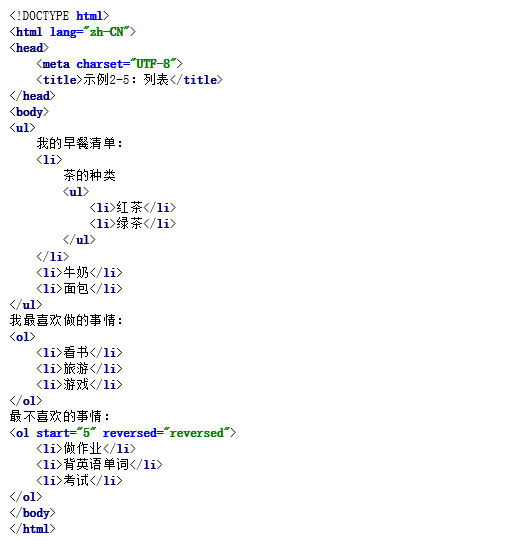 <!DOCTYPE html>
<html lang="zh-CN">
<head>
    <meta charset="UTF-8">
    <title>示例2-5：列表</title>
</head>
<body>
<ul>
    我的早餐清单：
    <li>
        茶的种类
        <ul>
            <li>红茶</li>
            <li>绿茶</li>
        </ul>
    </li>
    <li>牛奶</li>
    <li>面包</li>
</ul>
我最喜欢做的事情：
<ol>
    <li>看书</li>
    <li>旅游</li>
    <li>游戏</li>
</ol>
最不喜欢的事情：
<ol start="5" reversed="reversed">
    <li>做作业</li>
    <li>背英语单词</li>
    <li>考试</li>
</ol>
</body>
</html>